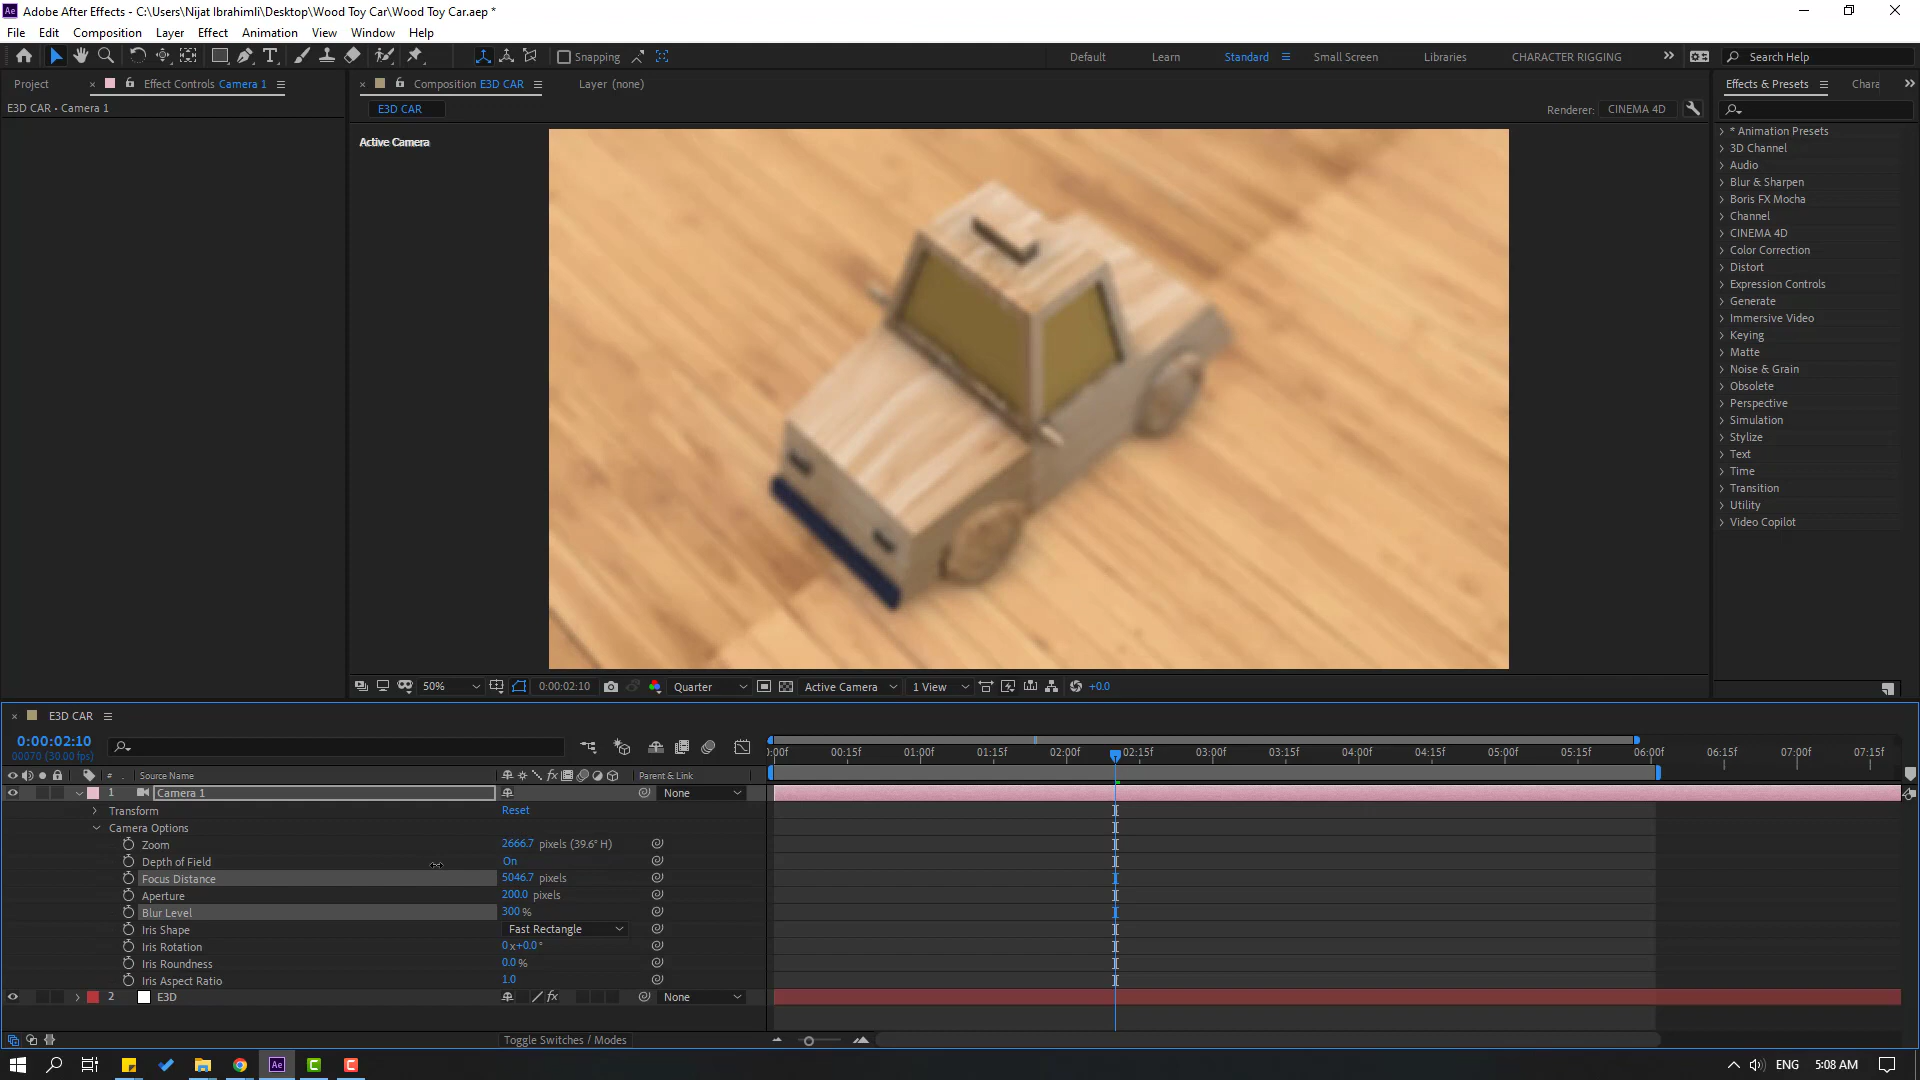 Adobe After Effects - C:\Users\Nijat Ibrahimli\Desktop\Wood Toy Car\Wood Toy Car.aep *
File Edit Composition Layer Effect Animation View Window Help
Snapping
Default Learn Standard Small Screen Libraries CHARACTER RIGGING Search Help
Project Effect Controls Camera 1 Composition E3D CAR Layer (none) Effects & Presets Chara
E3D CAR • Camera 1
E3D CAR
Renderer: CINEMA 4D
Active Camera
* Animation Presets
3D Channel
Audio
Blur & Sharpen
Boris FX Mocha
Channel
CINEMA 4D
Color Correction
Distort
Expression Controls
Generate
Immersive Video
Keying
Matte
Noise & Grain
Obsolete
Perspective
Simulation
Stylize
Text
Time
Transition
Utility
Video Copilot
50% 0:00:02:10 Quarter Active Camera 1 View +0.0
E3D CAR
0:00:02:10
00070 (30.00 fps)
:00f 00:15f 01:00f 01:15f 02:00f 02:15f 03:00f 03:15f 04:00f 04:15f 05:00f 05:15f 06:00f 06:15f 07:00f 07:15f
# Source Name Parent & Link
1 Camera 1 None
Transform Reset
Camera Options
Zoom 2666.7 pixels (39.6° H)
Depth of Field On
Focus Distance 5046.7 pixels
Aperture 200.0 pixels
Blur Level 300 %
Iris Shape Fast Rectangle
Iris Rotation 0 x+0.0 °
Iris Roundness 0.0 %
Iris Aspect Ratio 1.0
2 E3D None
Toggle Switches / Modes
ENG 5:08 AM